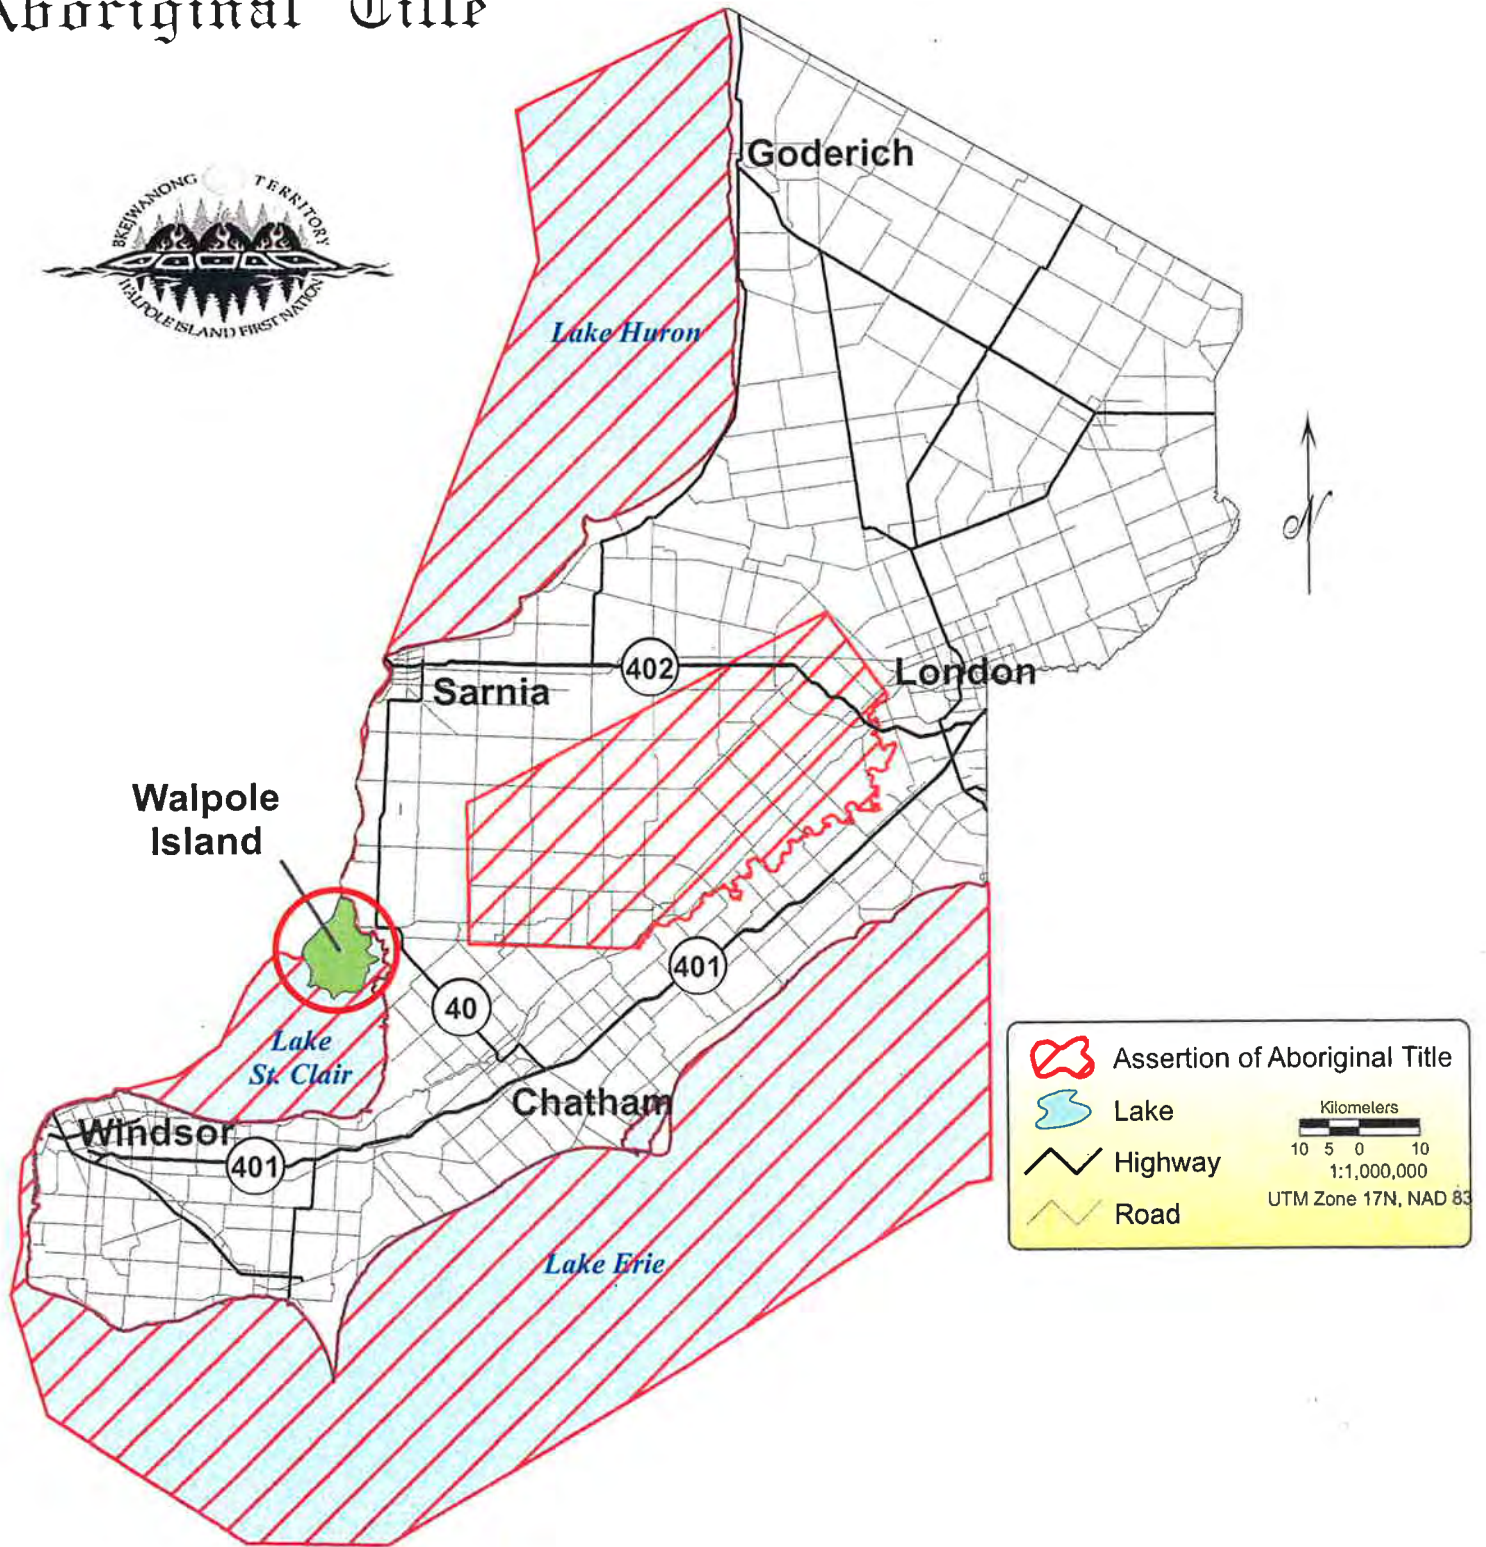 Aboriginal Title
BKEJWANONG TERRITORY
WALPOLE ISLAND FIRST NATION
Goderich
Lake Huron
N
402
London
Sarnia
Walpole
Island
401
40
Lake
St. Clair
Chatham
Windsor
401
Lake Erie
Assertion of Aboriginal Title
Lake
Highway
Road
Kilometers
10 5 0 10
1:1,000,000
UTM Zone 17N, NAD 83